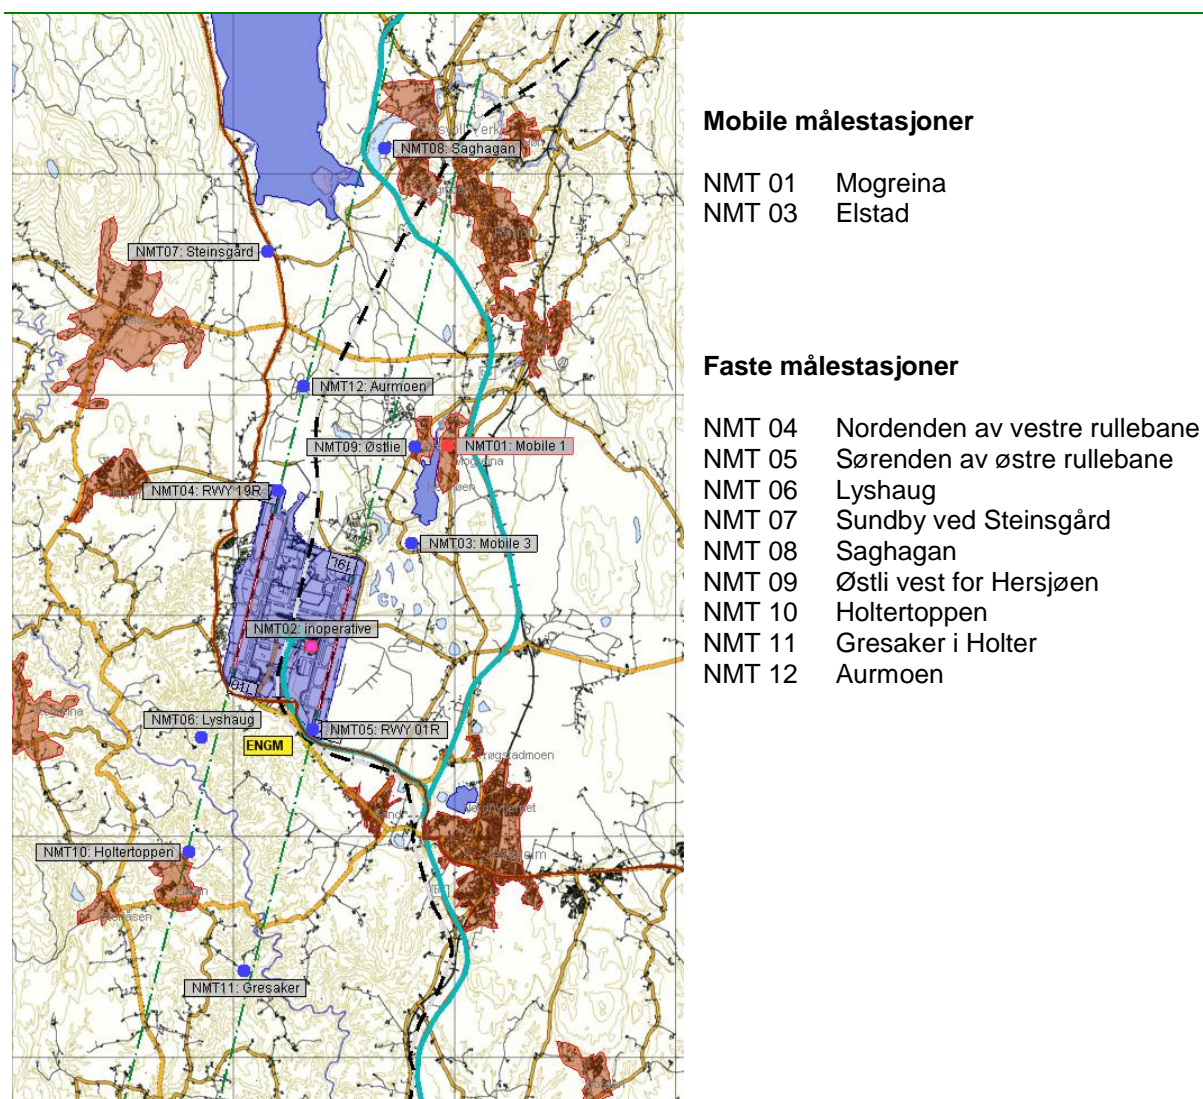 NMT08: Saghagan
NMT07: Steinsgård
NMT12: Aurmoen
NMT09: Østlie
NMT01: Mobile 1
Mogreina
NMT04: RWY 19R
NMT03: Mobile 3
19L
NMT02: inoperative
NMT06: Lyshaug
NMT05: RWY 01R
ENGM
NMT10: Holtertoppen
NMT11: Gresaker
Mobile målestasjoner
NMT 01 Mogreina
NMT 03 Elstad
Faste målestasjoner
NMT 04 Nordenden av vestre rullebane
NMT 05 Sørenden av østre rullebane
NMT 06 Lyshaug
NMT 07 Sundby ved Steinsgård
NMT 08 Saghagan
NMT 09 Østli vest for Hersjøen
NMT 10 Holtertoppen
NMT 11 Gresaker i Holter
NMT 12 Aurmoen